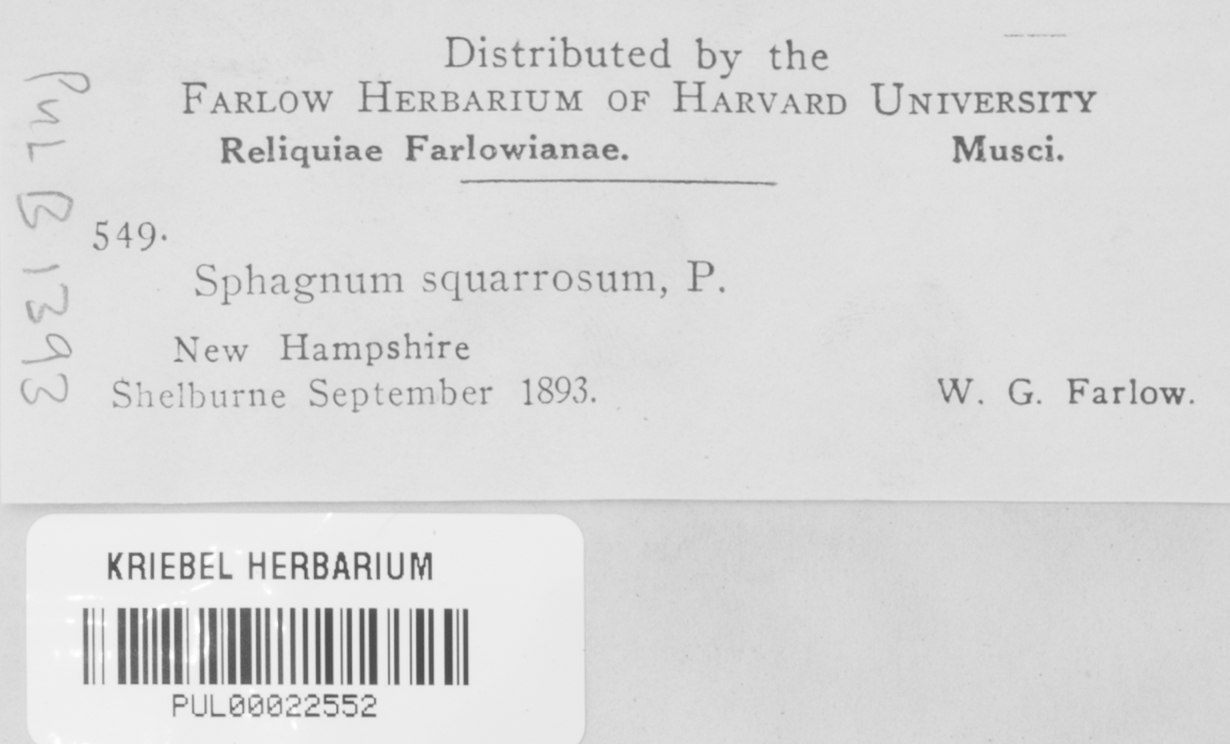 Distributed by the
FARLOW HERBARIUM OF HARVARD UNIVERSITY
Reliquiae Farlowianae. Musci.
549.
Sphagnum squarrosum, P.
New Hampshire
Shelburne September 1893. W. G. Farlow.
PUL B 1393
KRIEBEL HERBARIUM
PUL00022552